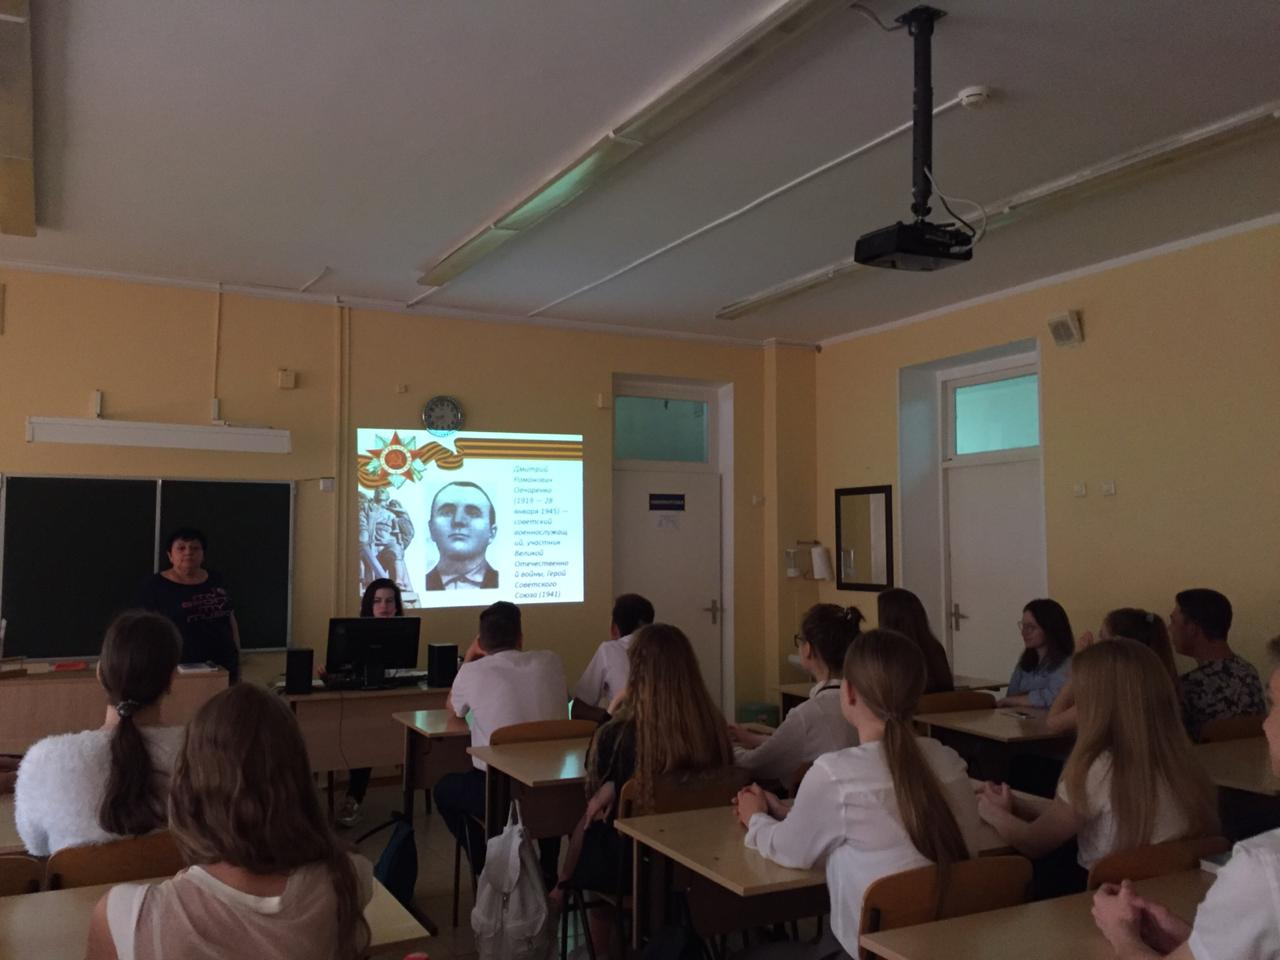 Дмитрий
Романович
Овчаренко
(1919 — 28
января 1945) —
советский
военнослужащ
ий, участник
Великой
Отечественно
й войны, Герой
Советского
Союза (1941)